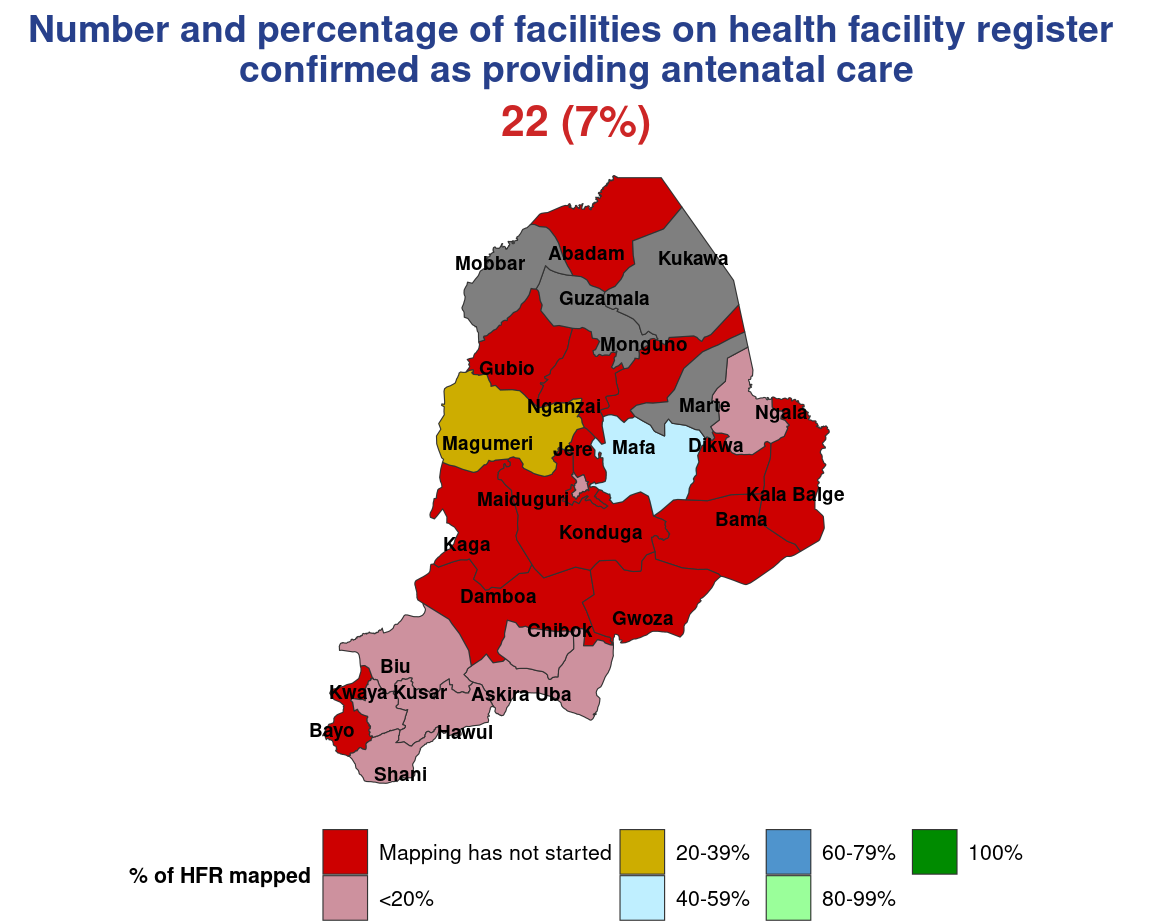 Number and percentage of facilities on health facility register
confirmed as providing antenatal care
22 (7%)
Abadam
Kukawa
Mobbar
Guzamala
Monguno
Gubio
Nganzai
Marte
Ngala
Magumeri
Jere
Mafa
Dikwa
Maiduguri
Kala Balge
Bama
Konduga
Kaga
Damboa
Gwoza
Chibok
Biu
Kwaya Kusar
Askira Uba
Bayo
Hawul
Shani
% of HFR mapped
Mapping has not started
<20%
20-39%
40-59%
60-79%
80-99%
100%